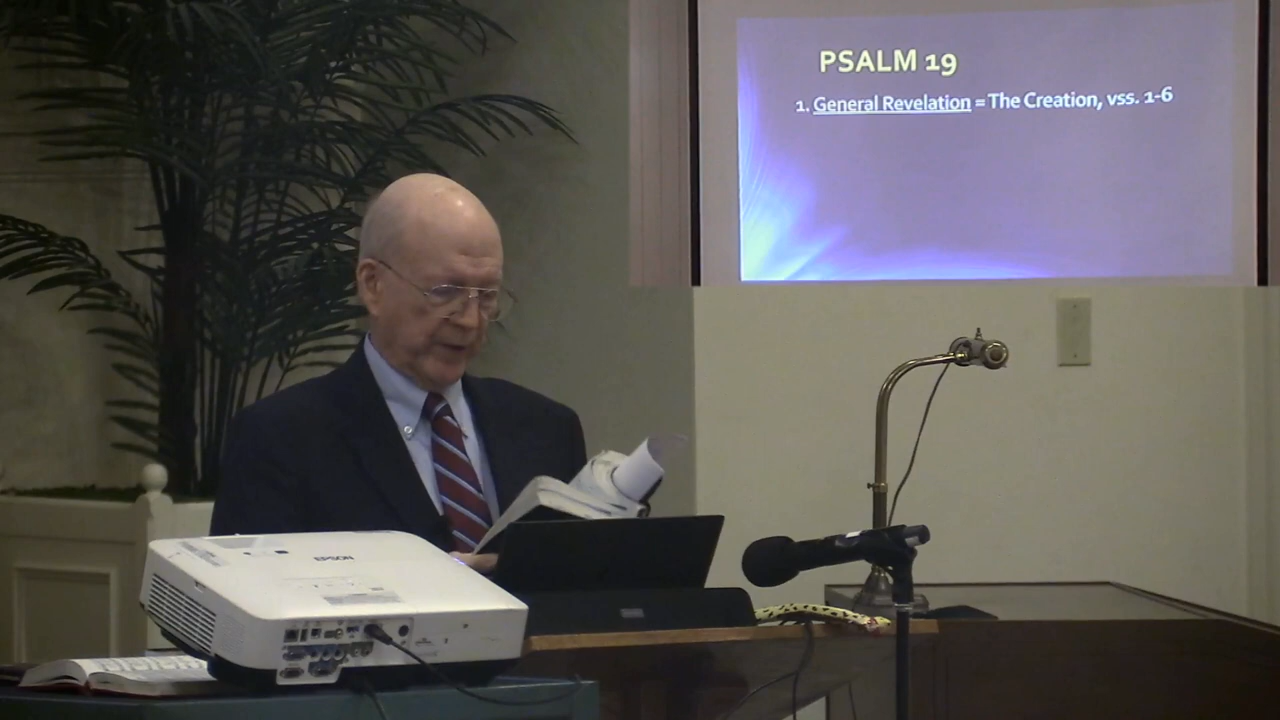 PSALM 19
1. General Revelation = The Creation, vss. 1-6
EPSON